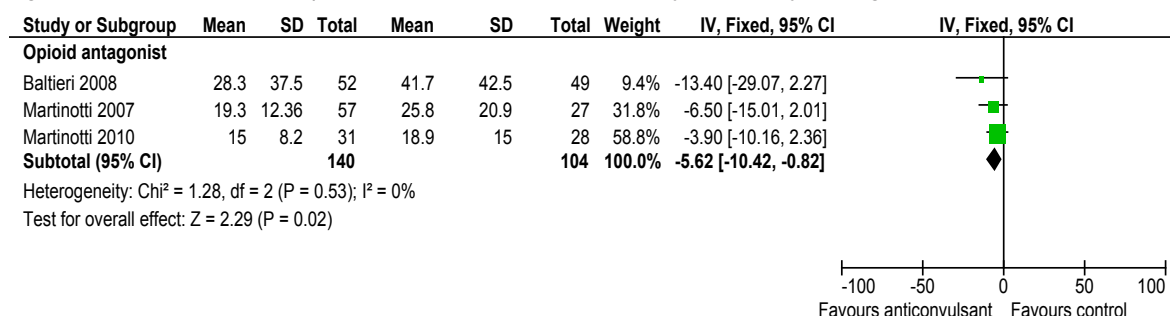 Study or Subgroup Mean SD Total Mean SD Total Weight IV, Fixed, 95% CI IV, Fixed, 95% CI
Opioid antagonist
Baltieri 2008 28.3 37.5 52 41.7 42.5 49 9.4% -13.40 [-29.07, 2.27]
Martinotti 2007 19.3 12.36 57 25.8 20.9 27 31.8% -6.50 [-15.01, 2.01]
Martinotti 2010 15 8.2 31 18.9 15 28 58.8% -3.90 [-10.16, 2.36]
Subtotal (95% CI) 140 104 100.0% -5.62 [-10.42, -0.82]
Heterogeneity: Chi² = 1.28, df = 2 (P = 0.53); I² = 0%
Test for overall effect: Z = 2.29 (P = 0.02)
-100 -50 0 50 100
Favours anticonvulsant Favours control